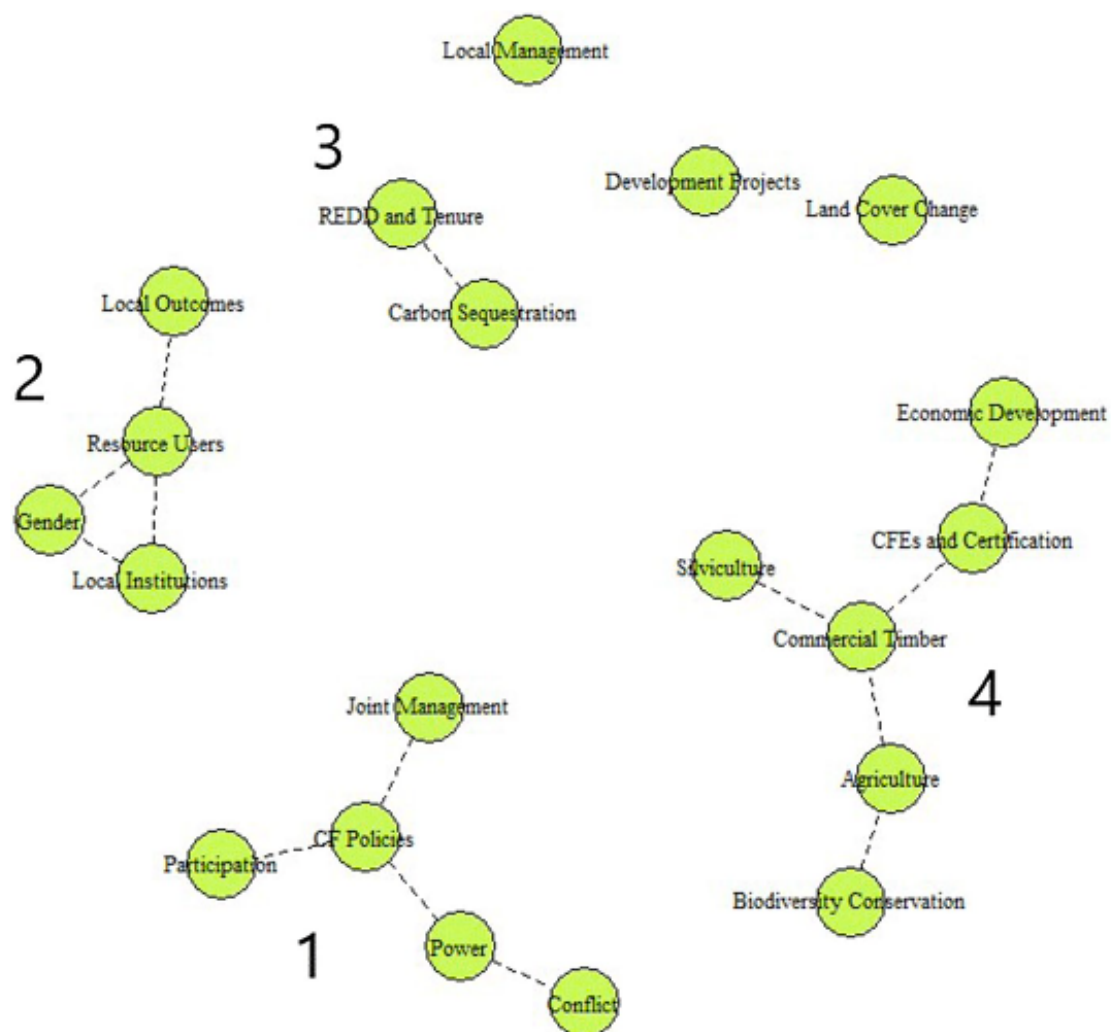 Local Management
3
Development Projects
Land Cover Change
REDD and Tenure
Local Outcomes
Carbon Sequestration
2
Economic Development
Resource Users
Gender
CFEs and Certification
Silviculture
Local Institutions
Commercial Timber
4
Joint Management
Agriculture
CF Policies
Participation
Biodiversity Conservation
1
Power
Conflict